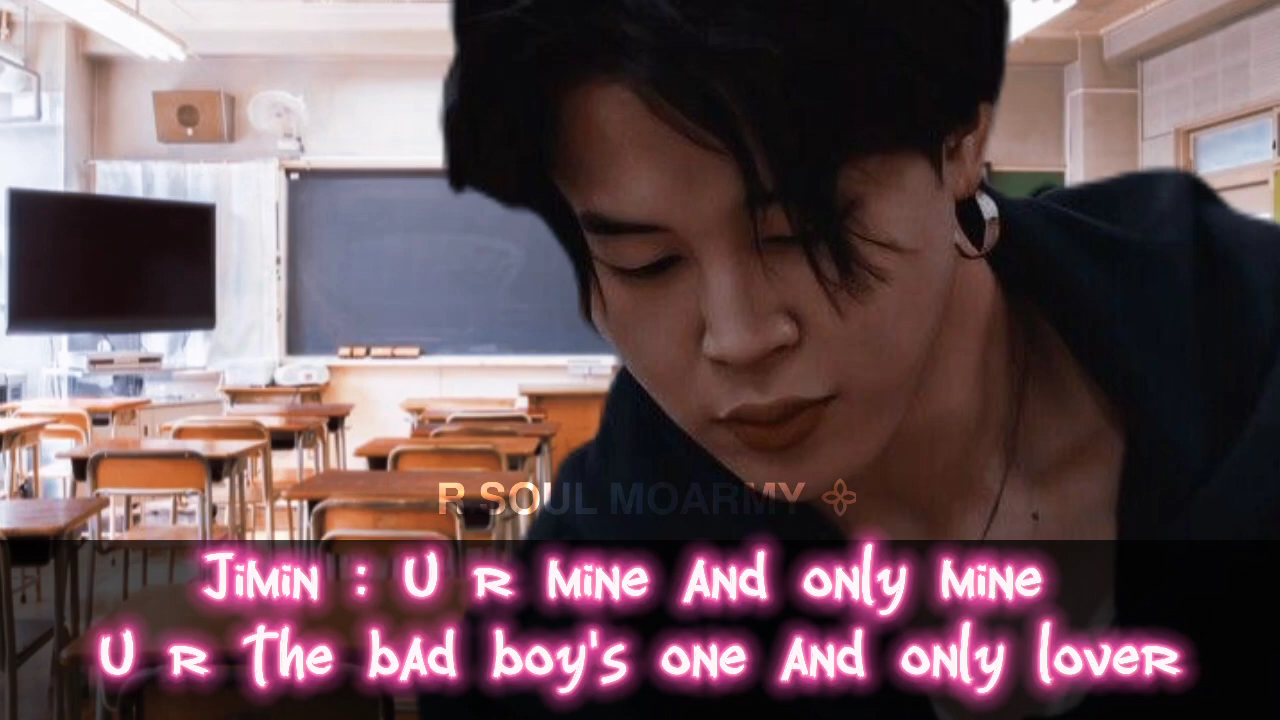 R SOUL MOARMY
Jimin : U r mine and only mine
U r the bad boy's one and only lover